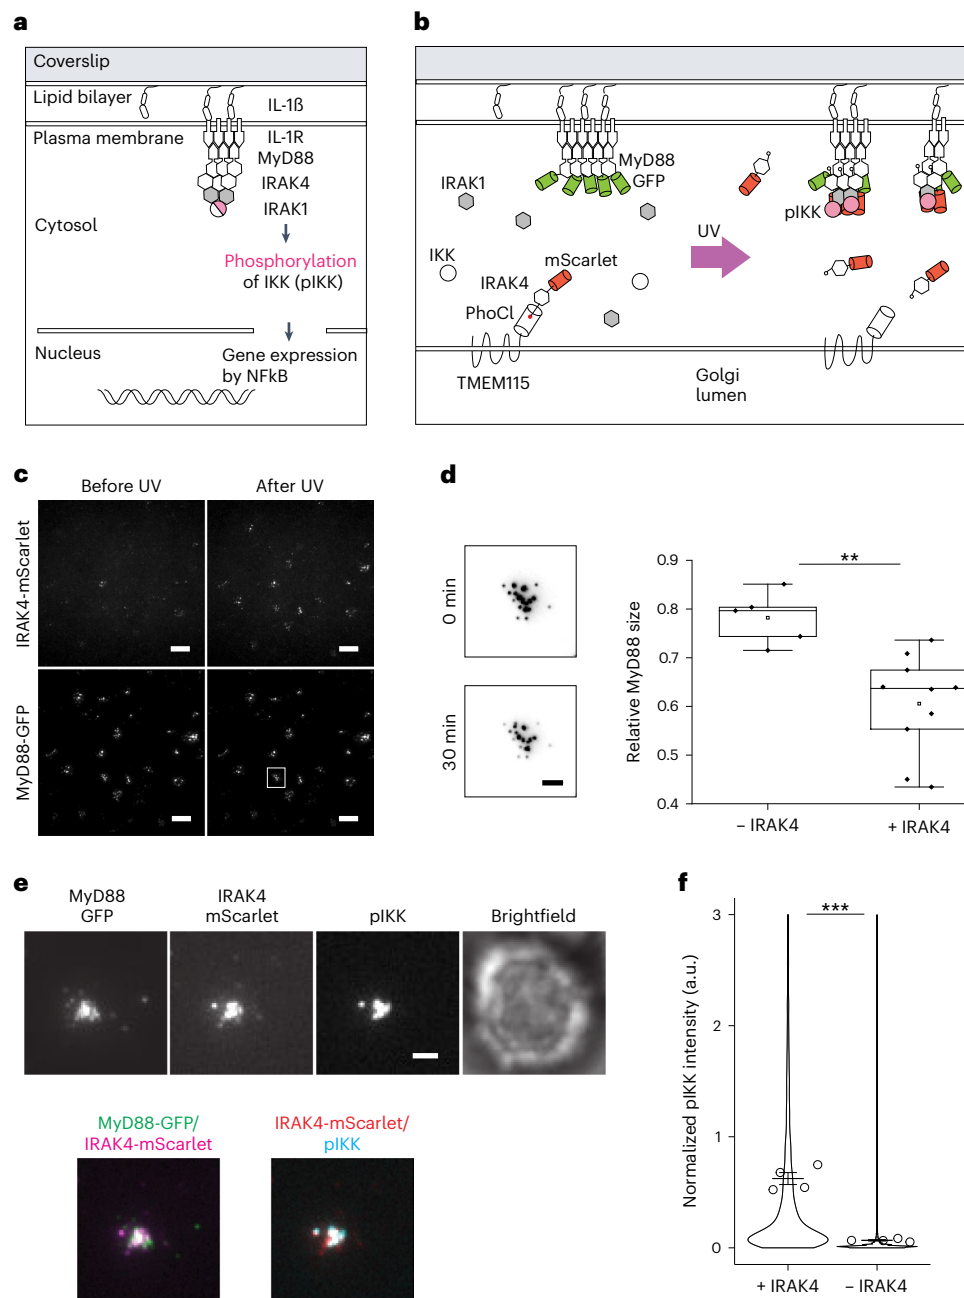 a
Coverslip
Lipid bilayer
IL-1ß
Plasma membrane
IL-1R
MyD88
IRAK4
IRAK1
Cytosol
Phosphorylation
of IKK (pIKK)
Nucleus
Gene expression
by NFkB
b
MyD88
GFP
IRAK1
pIKK
UV
IKK
mScarlet
IRAK4
PhoCl
TMEM115
Golgi
lumen
c
Before UV
After UV
IRAK4-mScarlet
MyD88-GFP
d
0 min
30 min
Relative MyD88 size
0.9
0.8
0.7
0.6
0.5
0.4
**
– IRAK4
+ IRAK4
e
MyD88
GFP
IRAK4
mScarlet
pIKK
Brightfield
MyD88-GFP/
IRAK4-mScarlet
IRAK4-mScarlet/
pIKK
f
Normalized pIKK intensity (a.u.)
3
2
1
0
***
+ IRAK4
– IRAK4